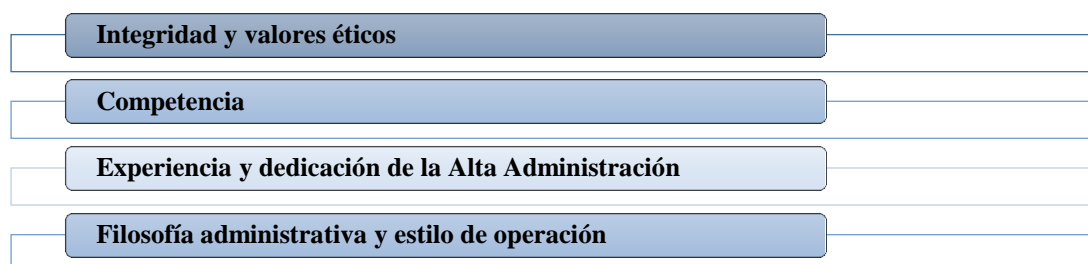 Integridad y valores éticos
Competencia
Experiencia y dedicación de la Alta Administración
Filosofía administrativa y estilo de operación